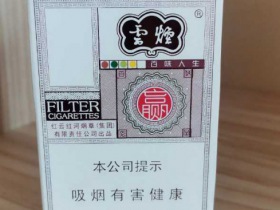 雲煙®
百味人生
赢
FILTER
CIGARETTES
红云红河烟草(集团)
有限责任公司出品
本公司提示
吸烟有害健康